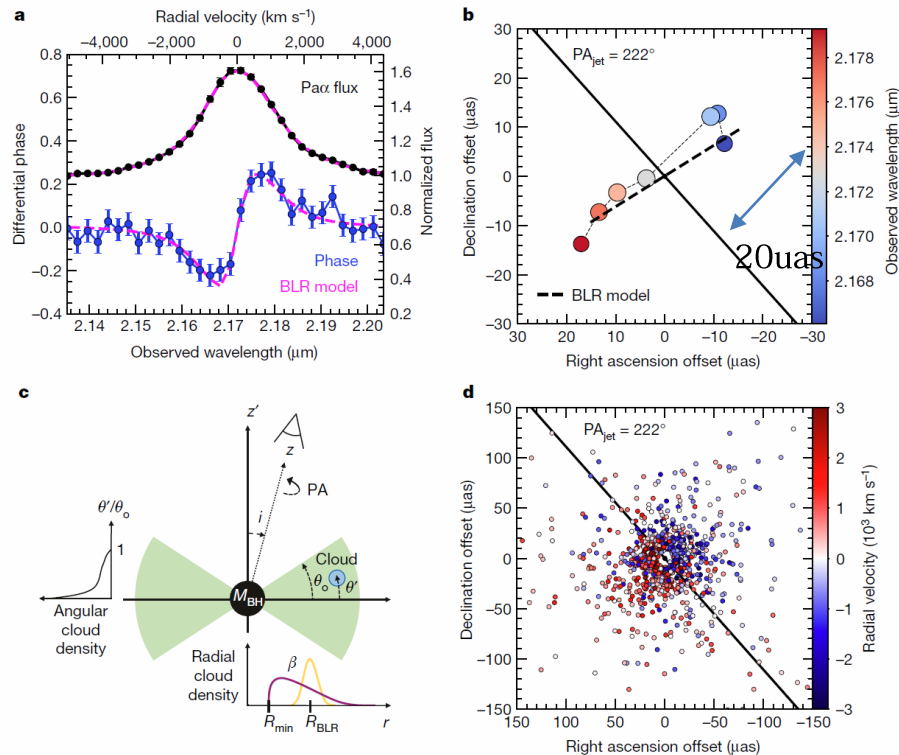 a
Radial velocity (km s⁻¹)
−4,000 −2,000 0 2,000 4,000
0.8
0.6
0.4
0.2
0.0
−0.2
−0.4
Differential phase
Paα flux
Phase
BLR model
1.6
1.4
1.2
1.0
0.8
0.6
0.4
0.2
Normalized flux
2.14 2.15 2.16 2.17 2.18 2.19 2.20
Observed wavelength (μm)
b
30
20
10
0
−10
−20
−30
Declination offset (μas)
PAjet = 222°
20uas
BLR model
30 20 10 0 −10 −20 −30
Right ascension offset (μas)
2.178
2.176
2.174
2.172
2.170
2.168
Observed wavelength (μm)
c
z′
z
PA
i
θ′/θo
1
Angular
cloud
density
Cloud
θo
θ′
MBH
Radial
cloud
density
β
Rmin
RBLR
r
d
150
100
50
0
−50
−100
−150
Declination offset (μas)
PAjet = 222°
150 100 50 0 −50 −100 −150
Right ascension offset (μas)
3
2
1
0
−1
−2
−3
Radial velocity (10³ km s⁻¹)